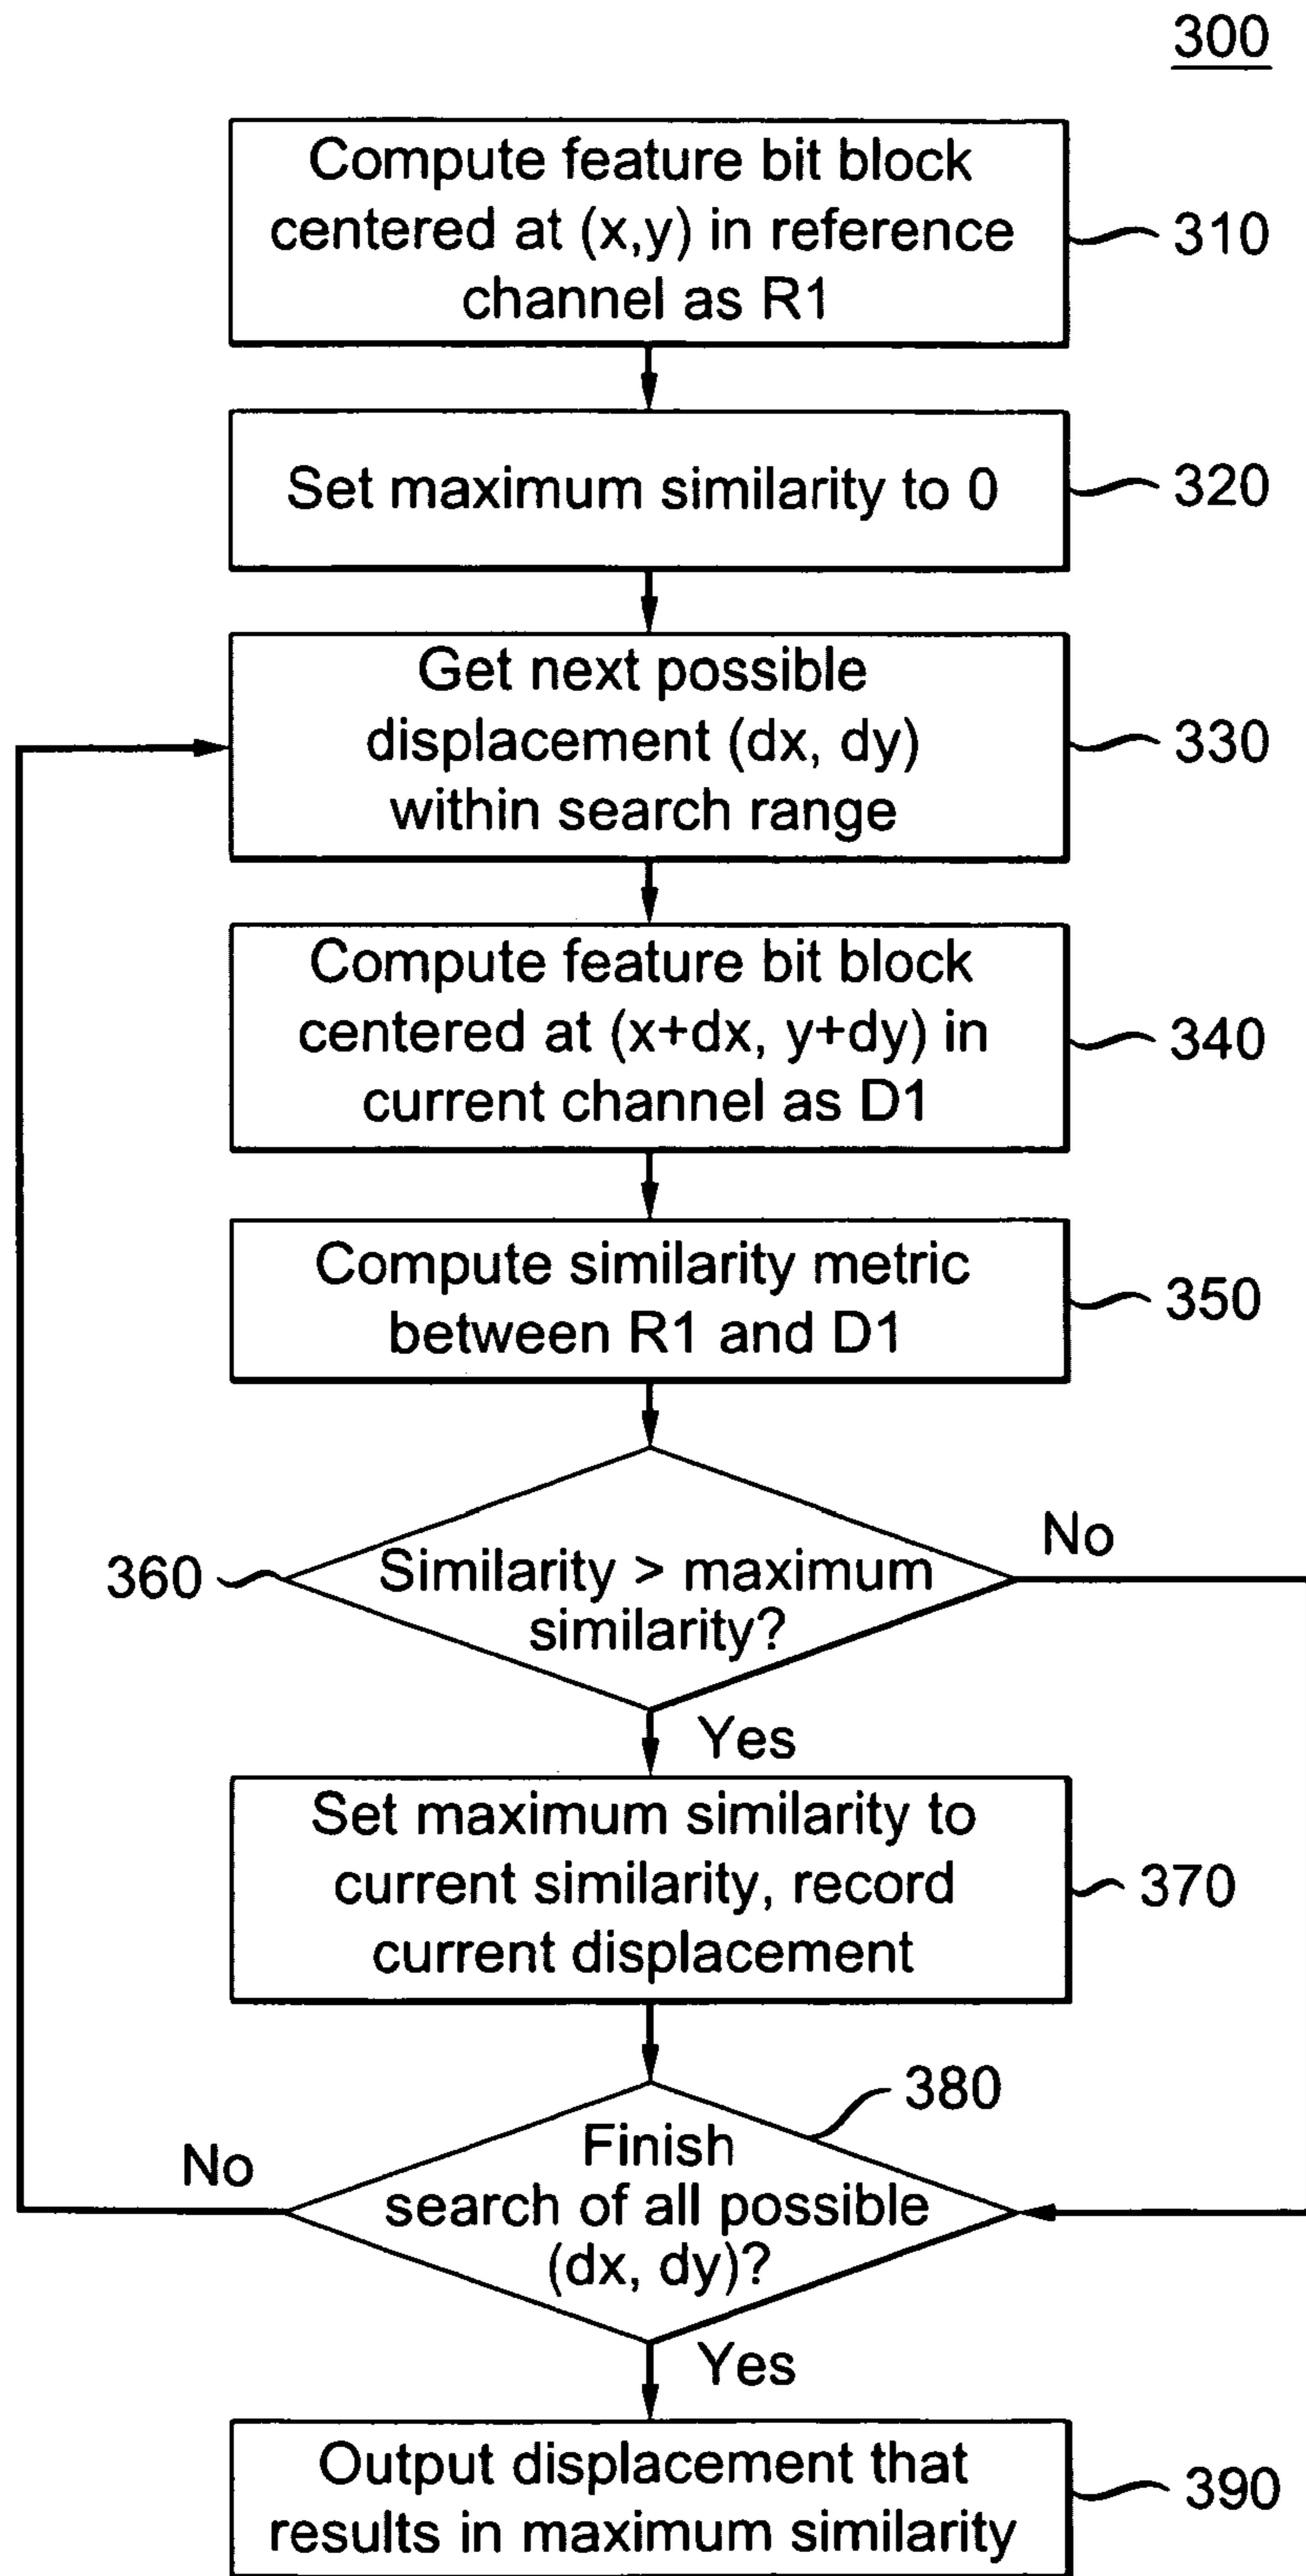 300
Compute feature bit block
centered at (x,y) in reference
channel as R1
310
Set maximum similarity to 0
320
Get next possible
displacement (dx, dy)
within search range
330
Compute feature bit block
centered at (x+dx, y+dy) in
current channel as D1
340
Compute similarity metric
between R1 and D1
350
No
360
Similarity > maximum
similarity?
Yes
Set maximum similarity to
current similarity, record
current displacement
370
380
No
Finish
search of all possible
(dx, dy)?
Yes
Output displacement that
results in maximum similarity
390